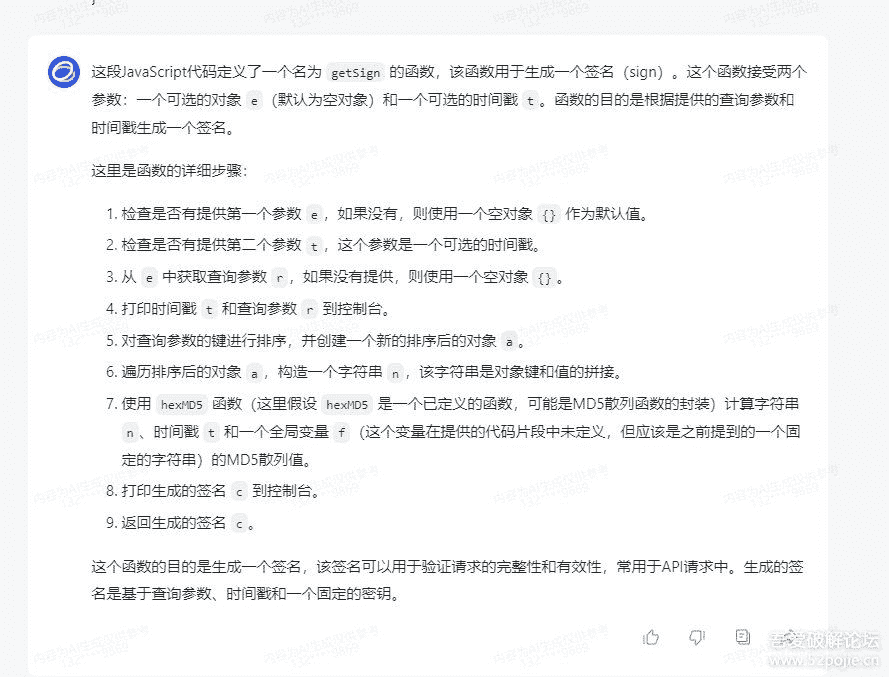 这段JavaScript代码定义了一个名为 getSign 的函数，该函数用于生成一个签名（sign）。这个函数接受两个
参数：一个可选的对象 e （默认为空对象）和一个可选的时间戳 t 。函数的目的是根据提供的查询参数和
时间戳生成一个签名。
这里是函数的详细步骤：
1. 检查是否有提供第一个参数 e ，如果没有，则使用一个空对象 {} 作为默认值。
2. 检查是否有提供第二个参数 t ，这个参数是一个可选的时间戳。
3. 从 e 中获取查询参数 r ，如果没有提供，则使用一个空对象 {} 。
4. 打印时间戳 t 和查询参数 r 到控制台。
5. 对查询参数的键进行排序，并创建一个新的排序后的对象 a 。
6. 遍历排序后的对象 a ，构造一个字符串 n ，该字符串是对象键和值的拼接。
7. 使用 hexMD5 函数（这里假设 hexMD5 是一个已定义的函数，可能是MD5散列函数的封装）计算字符串
n 、时间戳 t 和一个全局变量 f （这个变量在提供的代码片段中未定义，但应该是之前提到的一个固
定的字符串）的MD5散列值。
8. 打印生成的签名 c 到控制台。
9. 返回生成的签名 c 。
这个函数的目的是生成一个签名，该签名可以用于验证请求的完整性和有效性，常用于API请求中。生成的签
名是基于查询参数、时间戳和一个固定的密钥。
吾爱破解论坛
www.52pojie.cn